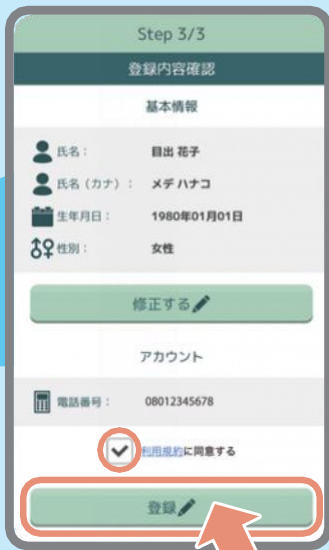 Step 3/3
登録内容確認
基本情報
氏名： 目出 花子
氏名（カナ）： メデ ハナコ
生年月日： 1980年01月01日
性別： 女性
修正する
アカウント
電話番号： 08012345678
利用規約に同意する
登録